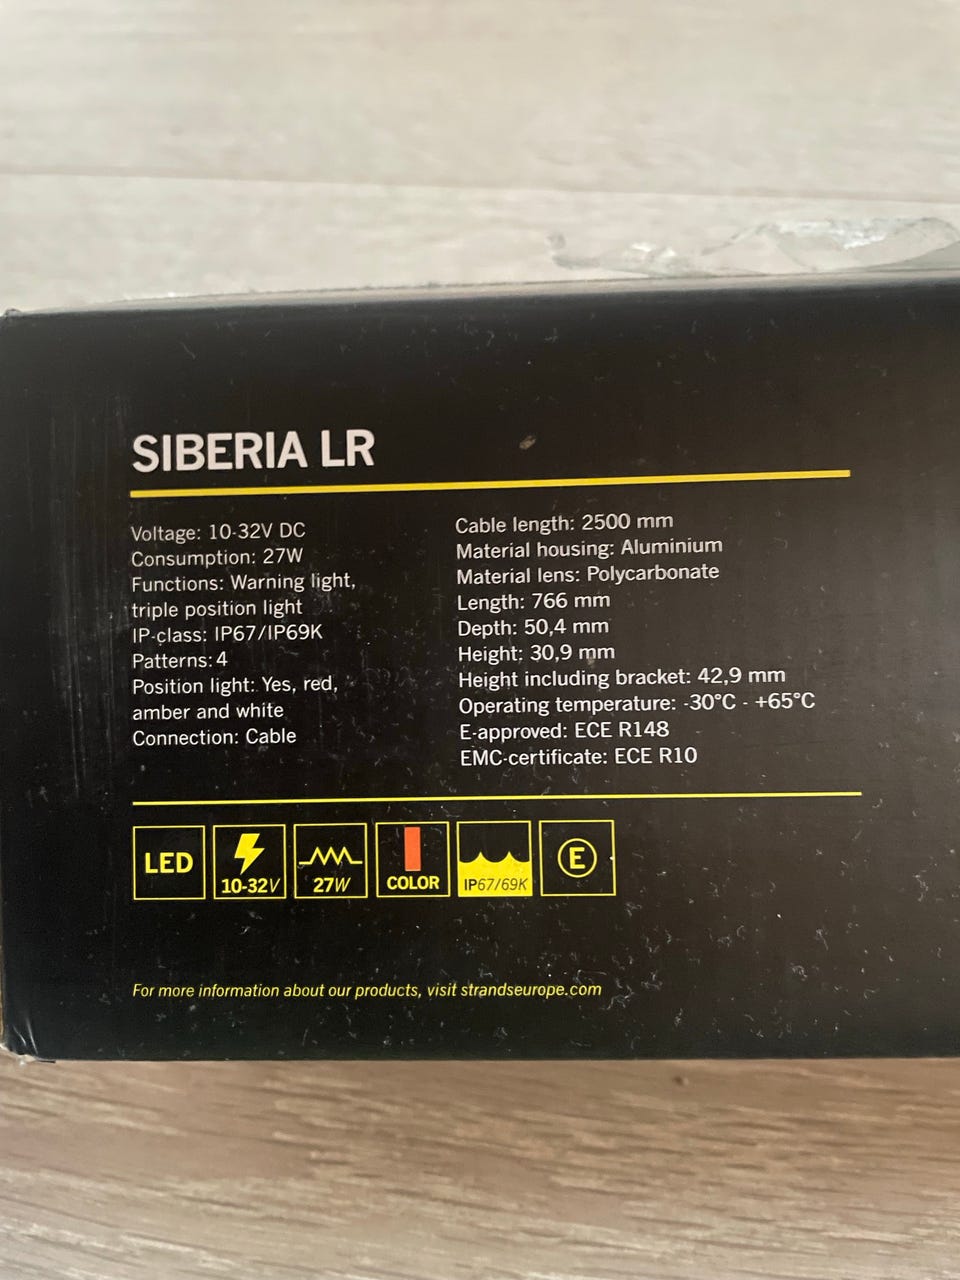 SIBERIA LR
Voltage: 10-32V DC
Consumption: 27W
Functions: Warning light,
triple position light
IP-class: IP67/IP69K
Patterns: 4
Position light: Yes, red,
amber and white
Connection: Cable
Cable length: 2500 mm
Material housing: Aluminium
Material lens: Polycarbonate
Length: 766 mm
Depth: 50,4 mm
Height: 30,9 mm
Height including bracket: 42,9 mm
Operating temperature: -30°C - +65°C
E-approved: ECE R148
EMC-certificate: ECE R10
LED
10-32V
27W
COLOR
IP67/69K
E
For more information about our products, visit strandseurope.com